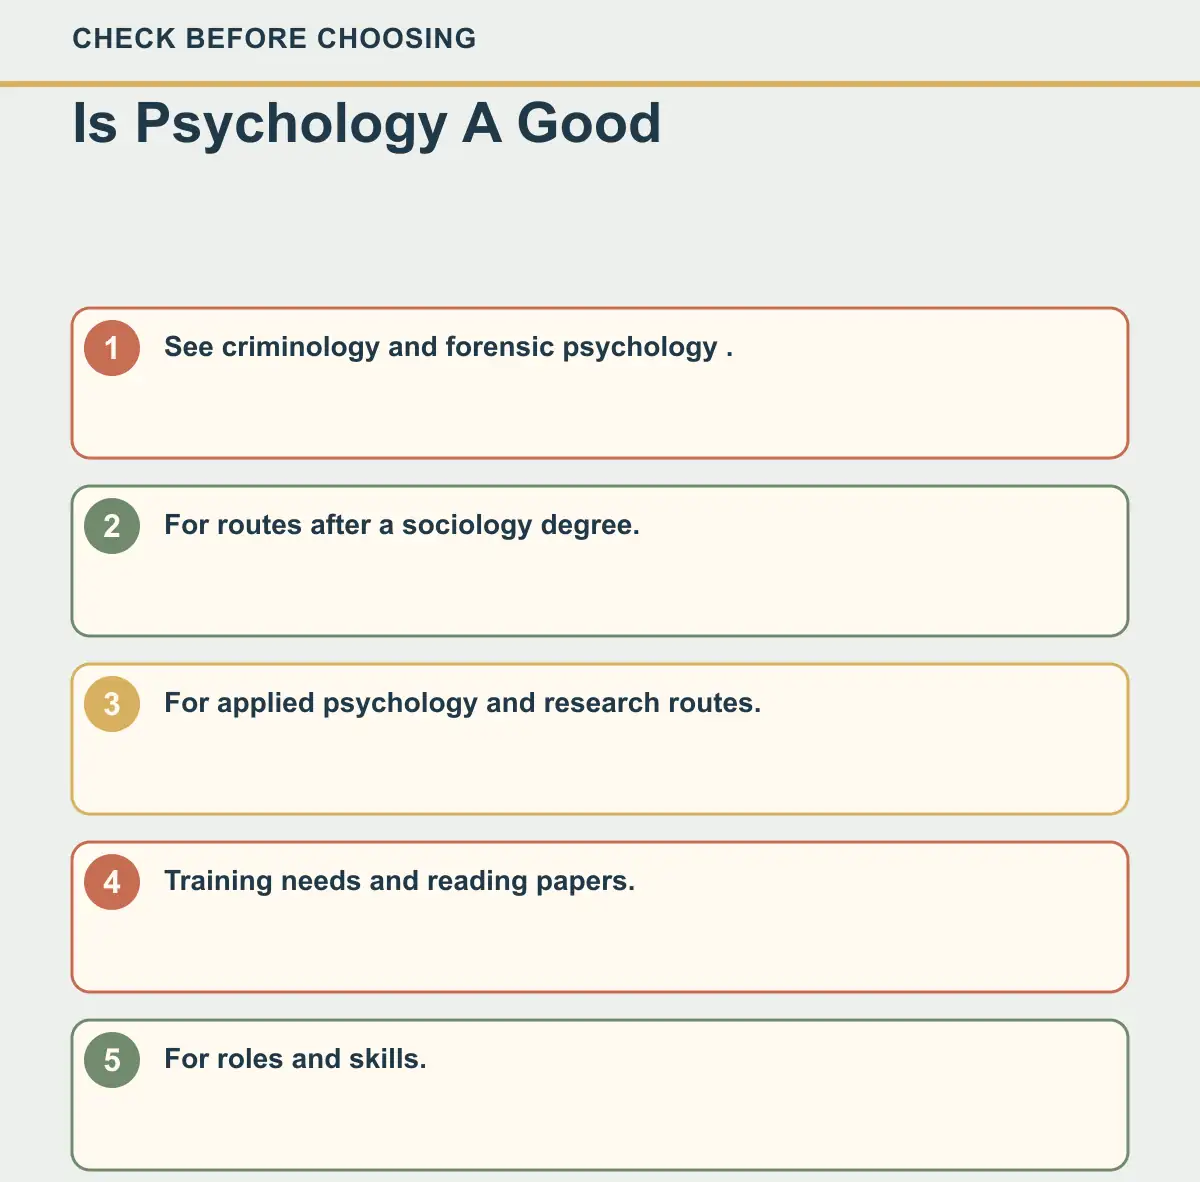 CHECK BEFORE CHOOSING
Is Psychology A Good
1 See criminology and forensic psychology .
2 For routes after a sociology degree.
3 For applied psychology and research routes.
4 Training needs and reading papers.
5 For roles and skills.